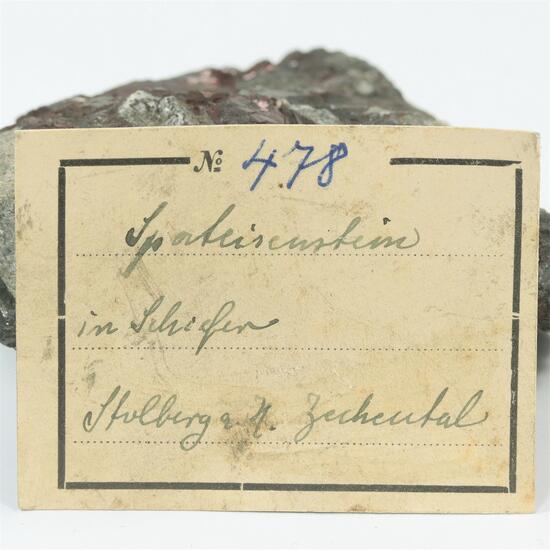 № 478
Spateisenstein
in Schiefer
Stolberg a. H. Zechental